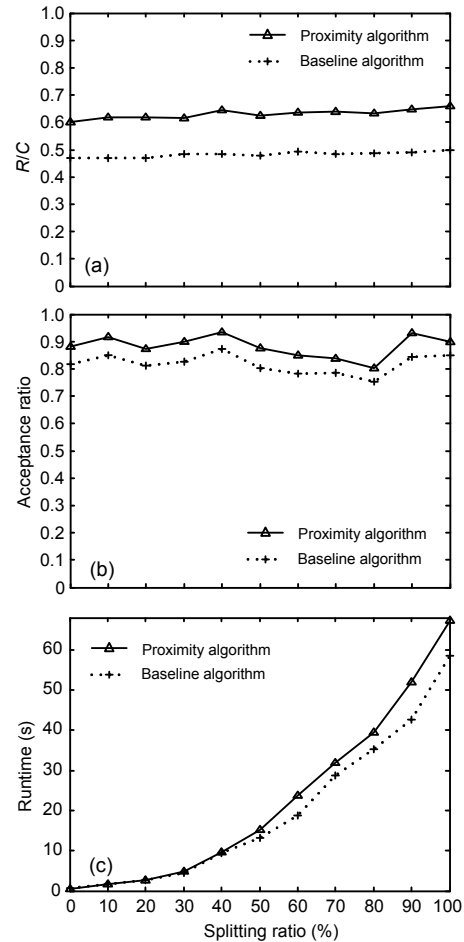 1.0
0.9
0.8
0.7
0.6
0.5
0.4
0.3
0.2
0.1
0
R/C
Proximity algorithm
Baseline algorithm
(a)
1.0
0.9
0.8
0.7
0.6
0.5
0.4
0.3
0.2
0.1
0
Acceptance ratio
Proximity algorithm
Baseline algorithm
(b)
60
50
40
30
20
10
0
Runtime (s)
Proximity algorithm
Baseline algorithm
(c)
0 10 20 30 40 50 60 70 80 90 100
Splitting ratio (%)